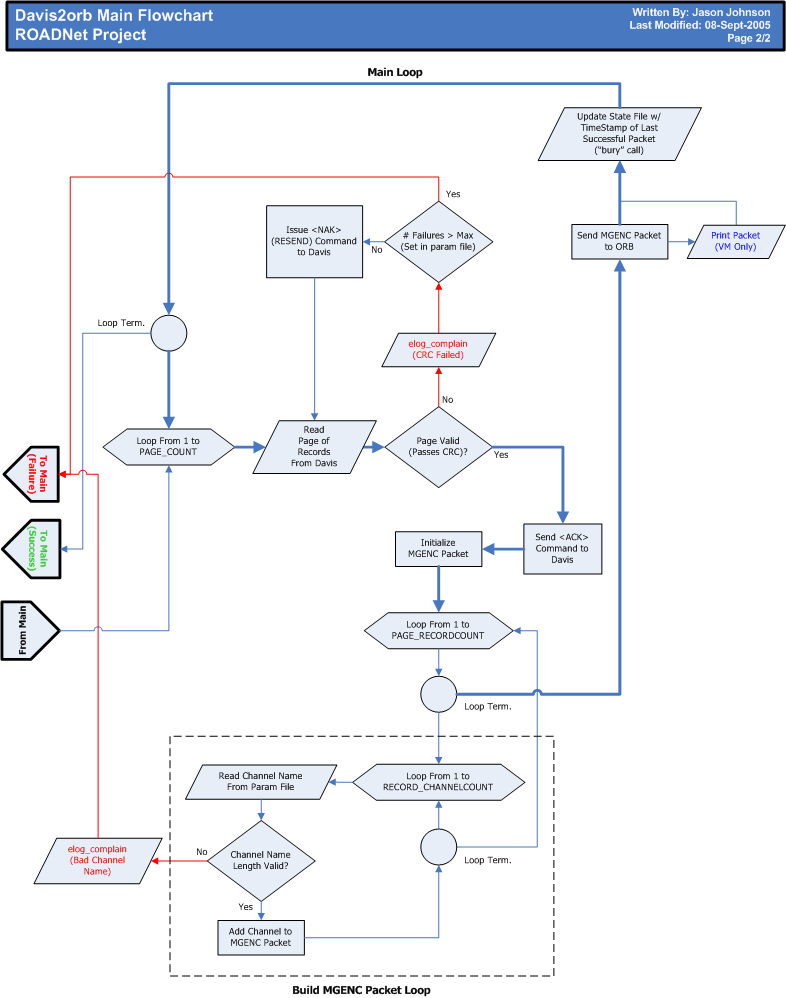 Davis2orb Main Flowchart
ROADNet Project
Written By: Jason Johnson
Last Modified: 08-Sept-2005
Page 2/2
Main Loop
Update State File w/
TimeStamp of Last
Successful Packet
("bury" call)
Yes
Issue <NAK>
(RESEND) Command
to Davis
No
# Failures > Max
(Set in param file)
Send MGENC Packet
to ORB
Print Packet
(VM Only)
Loop Term.
elog_complain
(CRC Failed)
No
Loop From 1 to
PAGE_COUNT
Read
Page of
Records
From Davis
Page Valid
(Passes CRC)?
Yes
To Main
(Failure)
To Main
(Success)
From Main
Send <ACK>
Command to
Davis
Initialize
MGENC Packet
Loop From 1 to
PAGE_RECORDCOUNT
Loop Term.
Loop From 1 to
RECORD_CHANNELCOUNT
Read Channel Name
From Param File
Channel Name
Length Valid?
No
elog_complain
(Bad Channel
Name)
Loop Term.
Yes
Add Channel to
MGENC Packet
Build MGENC Packet Loop